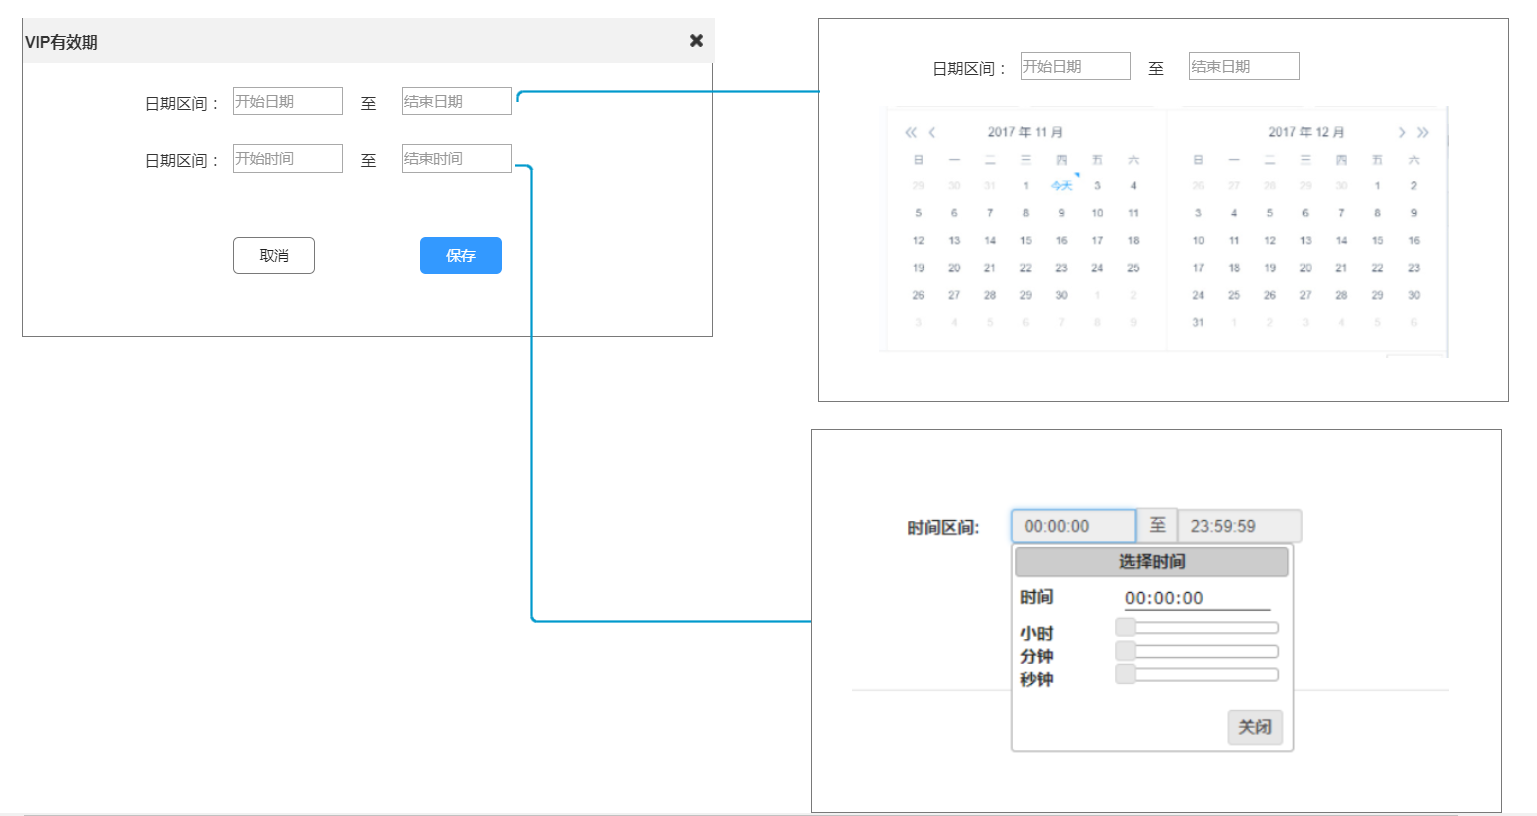 VIP有效期 ✖
日期区间: 开始日期 至 结束日期
日期区间: 开始时间 至 结束时间
取消 保存
日期区间: 开始日期 至 结束日期
« ‹ 2017 年 11 月
日 一 二 三 四 五 六
29 30 31 1 今天 3 4
5 6 7 8 9 10 11
12 13 14 15 16 17 18
19 20 21 22 23 24 25
26 27 28 29 30 1 2
3 4 5 6 7 8 9
2017 年 12 月 › »
日 一 二 三 四 五 六
26 27 28 29 30 1 2
3 4 5 6 7 8 9
10 11 12 13 14 15 16
17 18 19 20 21 22 23
24 25 26 27 28 29 30
31 1 2 3 4 5 6
时间区间: 00:00:00 至 23:59:59
选择时间
时间 00:00:00
小时
分钟
秒钟
关闭